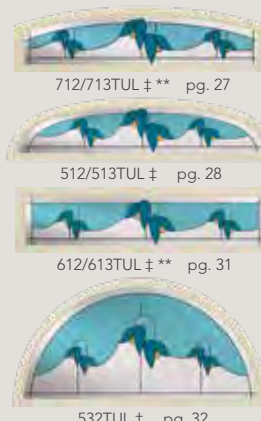 712/713TUL ‡ ** pg. 27
512/513TUL ‡ pg. 28
612/613TUL ‡ ** pg. 31
532TUL ‡ pg. 32